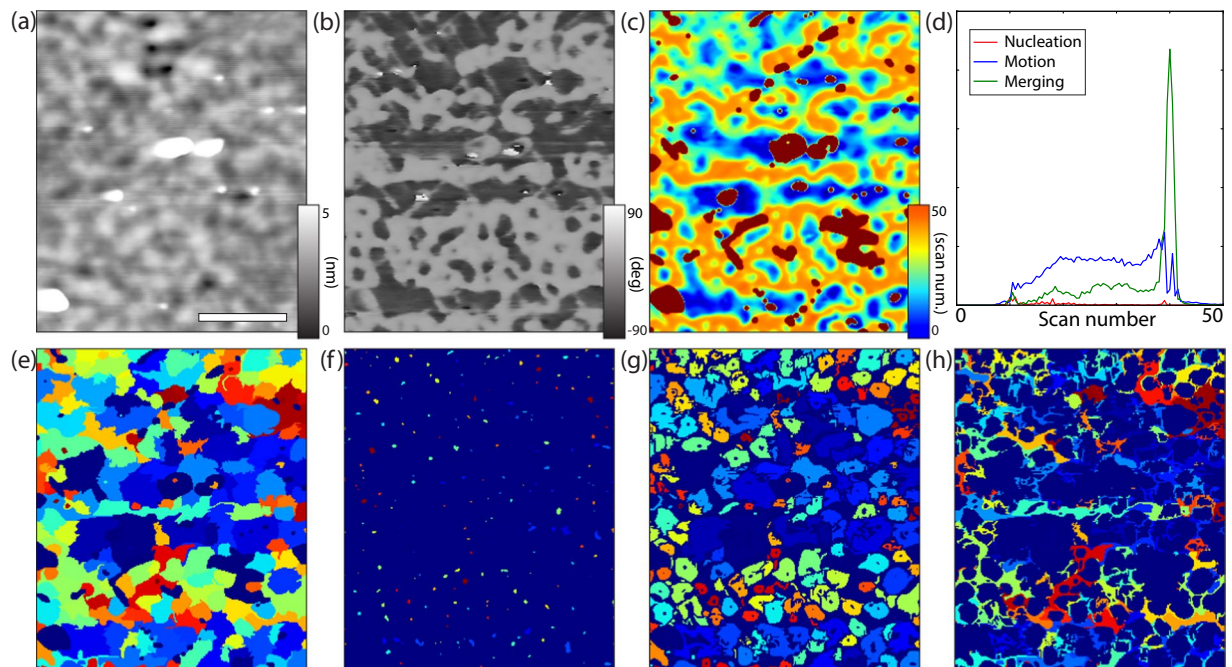 (a)
5
(nm)
0
(b)
90
(deg)
-90
(c)
50
(scan num)
0
(d)
Nucleation
Motion
Merging
0
50
Scan number
(e)
(f)
(g)
(h)